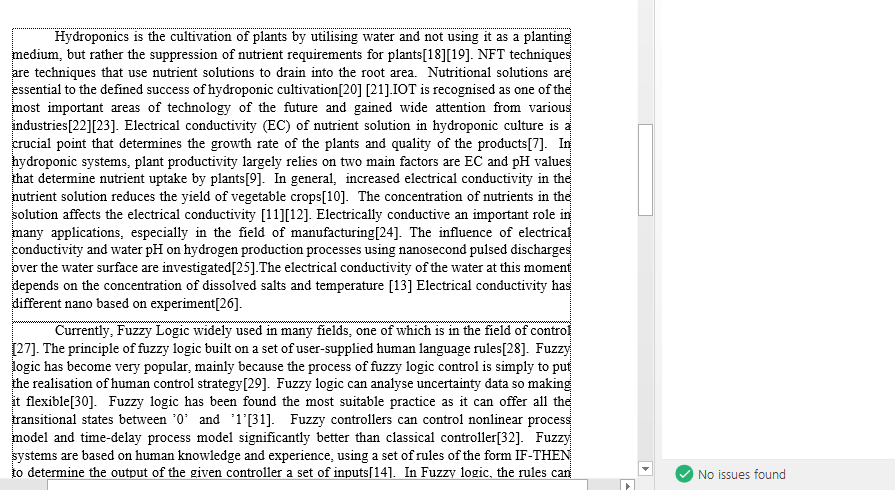 Hydroponics is the cultivation of plants by utilising water and not using it as a planting
medium, but rather the suppression of nutrient requirements for plants[18][19]. NFT techniques
are techniques that use nutrient solutions to drain into the root area.  Nutritional solutions are
essential to the defined success of hydroponic cultivation[20] [21].IOT is recognised as one of the
most important areas of technology of the future and gained wide attention from various
industries[22][23]. Electrical conductivity (EC) of nutrient solution in hydroponic culture is a
crucial point that determines the growth rate of the plants and quality of the products[7].  In
hydroponic systems, plant productivity largely relies on two main factors are EC and pH values
that determine nutrient uptake by plants[9].  In general,  increased electrical conductivity in the
nutrient solution reduces the yield of vegetable crops[10].  The concentration of nutrients in the
solution affects the electrical conductivity [11][12]. Electrically conductive an important role in
many applications, especially in the field of manufacturing[24]. The influence of electrical
conductivity and water pH on hydrogen production processes using nanosecond pulsed discharges
over the water surface are investigated[25].The electrical conductivity of the water at this moment
depends on the concentration of dissolved salts and temperature [13] Electrical conductivity has
different nano based on experiment[26].
Currently, Fuzzy Logic widely used in many fields, one of which is in the field of control
[27]. The principle of fuzzy logic built on a set of user-supplied human language rules[28].  Fuzzy
logic has become very popular, mainly because the process of fuzzy logic control is simply to put
the realisation of human control strategy[29].  Fuzzy logic can analyse uncertainty data so making
it flexible[30].  Fuzzy logic has been found the most suitable practice as it can offer all the
transitional states between ’0’  and  ’1’[31].  Fuzzy controllers can control nonlinear process
model and time-delay process model significantly better than classical controller[32].  Fuzzy
systems are based on human knowledge and experience, using a set of rules of the form IF-THEN
to determine the output of the given controller a set of inputs[14].  In Fuzzy logic, the rules can
No issues found